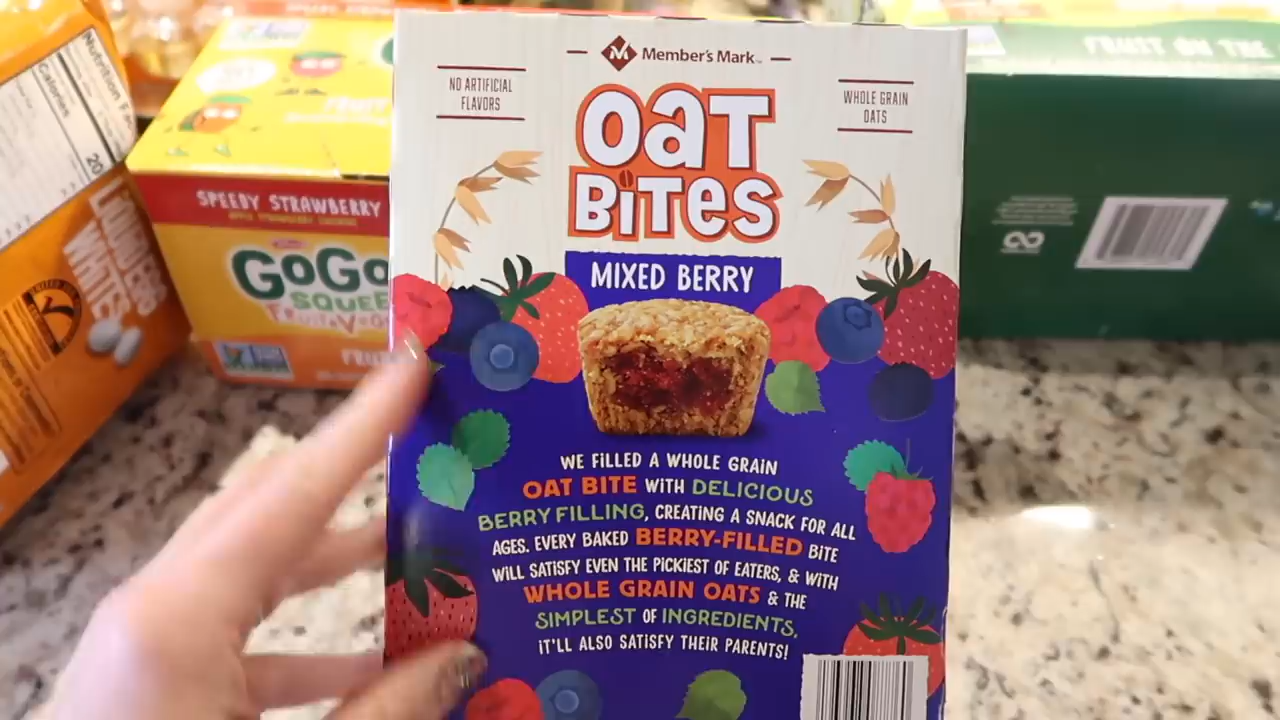 Member's Mark
NO ARTIFICIAL
FLAVORS
WHOLE GRAIN
OATS
OaT
BiTes
MIXED BERRY
WE FILLED A WHOLE GRAIN
OAT BITE WITH DELICIOUS
BERRY FILLING, CREATING A SNACK FOR ALL
AGES. EVERY BAKED BERRY-FILLED BITE
WILL SATISFY EVEN THE PICKIEST OF EATERS, & WITH
WHOLE GRAIN OATS & THE
SIMPLEST OF INGREDIENTS,
IT'LL ALSO SATISFY THEIR PARENTS!
Nutrition F
Calories
20
SPEEDY STRAWBERRY
GoGo
SQUEE
FRUIT ON THE